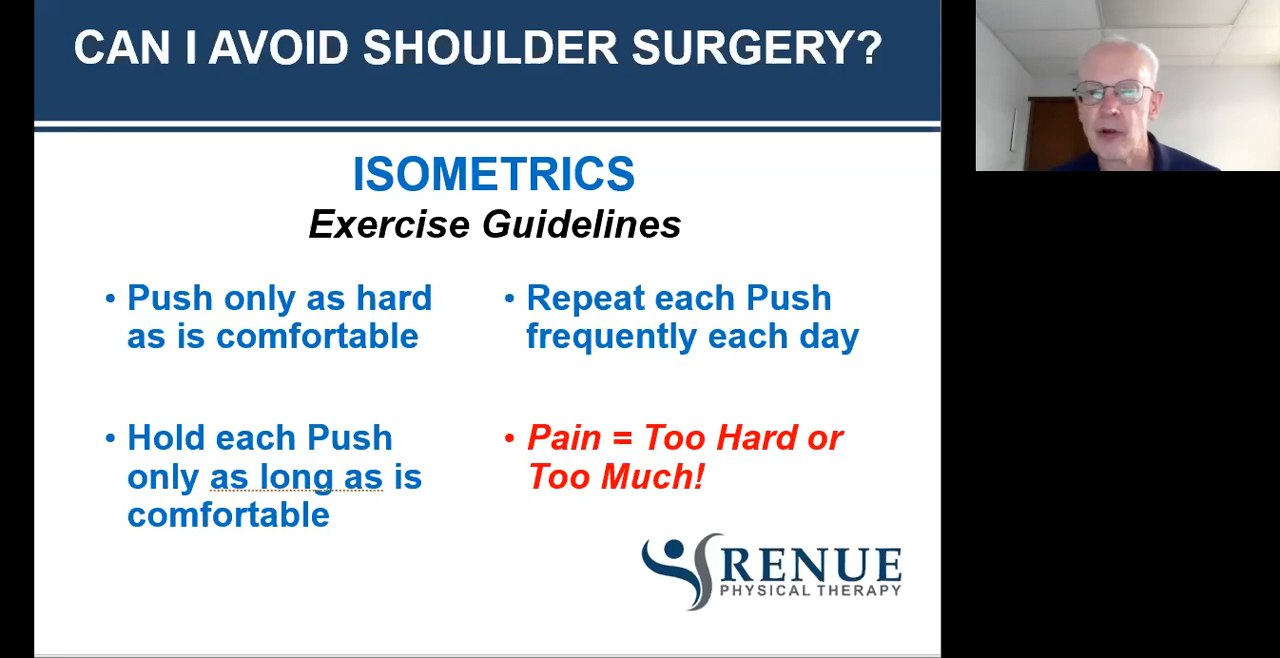 CAN I AVOID SHOULDER SURGERY?
ISOMETRICS
Exercise Guidelines
• Push only as hard
as is comfortable
• Hold each Push
only as long as is
comfortable
• Repeat each Push
frequently each day
• Pain = Too Hard or
Too Much!
RENUE
PHYSICAL THERAPY